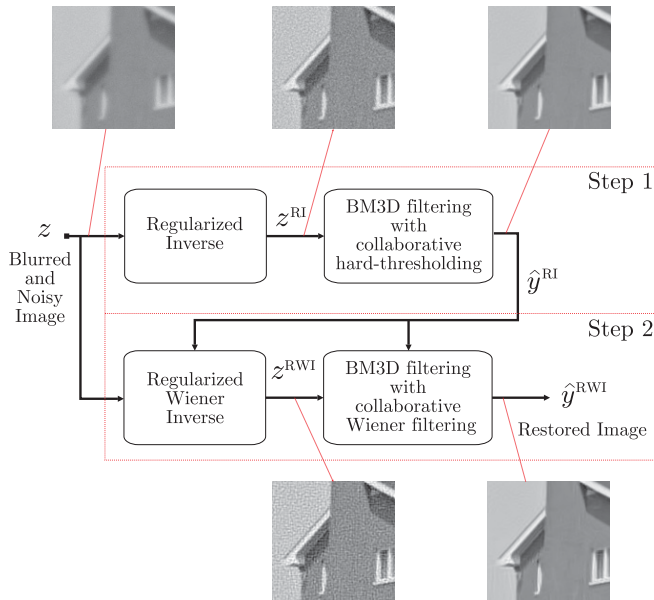 Step 1
z
Blurred
and
Noisy
Image
Regularized
Inverse
z^RI
BM3D filtering
with
collaborative
hard-thresholding
ŷ^RI
Step 2
Regularized
Wiener
Inverse
z^RWI
BM3D filtering
with
collaborative
Wiener filtering
ŷ^RWI
Restored Image